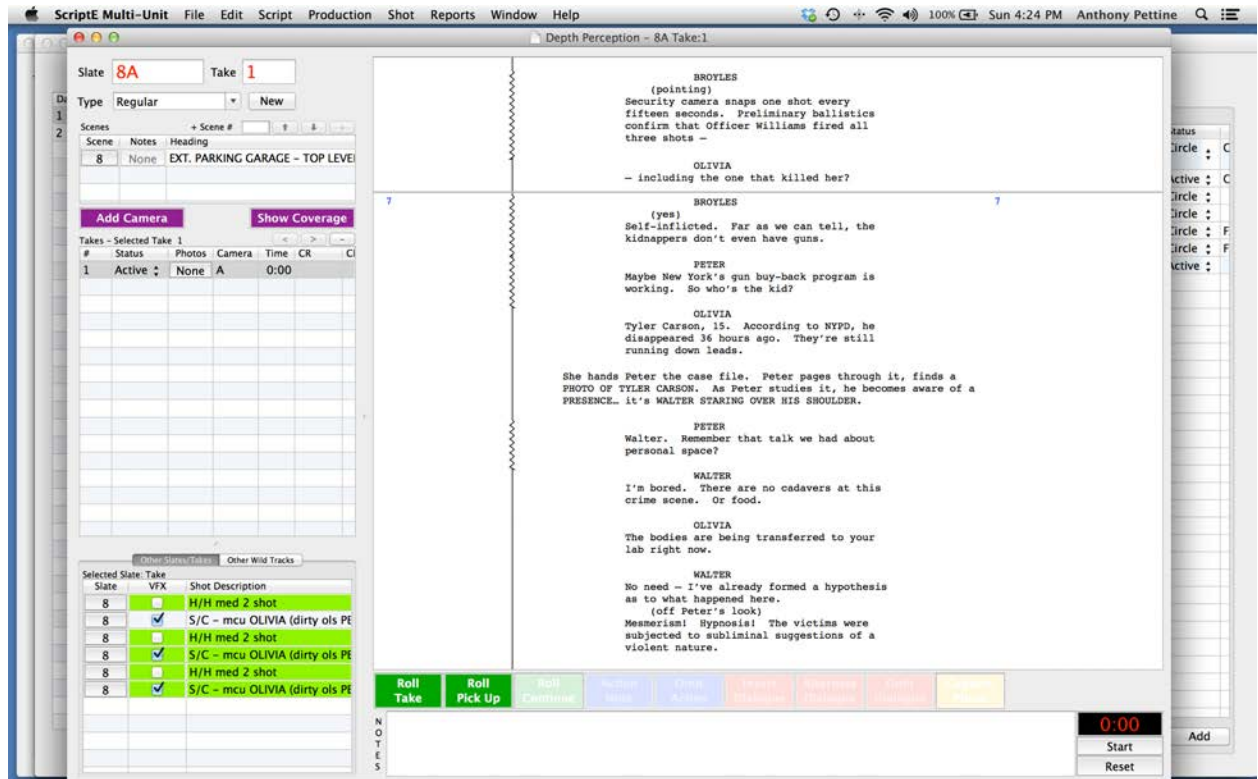 ScriptE Multi-Unit File Edit Script Production Shot Reports Window Help 100% Sun 4:24 PM Anthony Pettine
Depth Perception – 8A Take:1
Slate 8A Take 1
Type Regular New
Scenes + Scene #
Scene Notes Heading
8 None EXT. PARKING GARAGE – TOP LEVE
Add Camera Show Coverage
Takes – Selected Take 1 < > –
# Status Photos Camera Time CR
1 Active None A 0:00
Other Slates/Takes Other Wild Tracks
Selected Slate: Take
Slate VFX Shot Description
8 H/H med 2 shot
8 S/C – mcu OLIVIA (dirty ols PE
8 H/H med 2 shot
8 S/C – mcu OLIVIA (dirty ols PE
8 H/H med 2 shot
8 S/C – mcu OLIVIA (dirty ols PE
BROYLES
(pointing)
Security camera snaps one shot every
fifteen seconds. Preliminary ballistics
confirm that Officer Williams fired all
three shots —
OLIVIA
— including the one that killed her?
7 BROYLES 7
(yes)
Self-inflicted. Far as we can tell, the
kidnappers don't even have guns.
PETER
Maybe New York's gun buy-back program is
working. So who's the kid?
OLIVIA
Tyler Carson, 15. According to NYPD, he
disappeared 36 hours ago. They're still
running down leads.
She hands Peter the case file. Peter pages through it, finds a
PHOTO OF TYLER CARSON. As Peter studies it, he becomes aware of a
PRESENCE… it's WALTER STARING OVER HIS SHOULDER.
PETER
Walter. Remember that talk we had about
personal space?
WALTER
I'm bored. There are no cadavers at this
crime scene. Or food.
OLIVIA
The bodies are being transferred to your
lab right now.
WALTER
No need — I've already formed a hypothesis
as to what happened here.
(off Peter's look)
Mesmerism! Hypnosis! The victims were
subjected to subliminal suggestions of a
violent nature.
Roll Take Roll Pick Up Roll Continue
NOTES
0:00
Start
Reset
Da
1
2
Status
Circle
Active
Circle
Circle
Circle F
Circle F
Active
Add